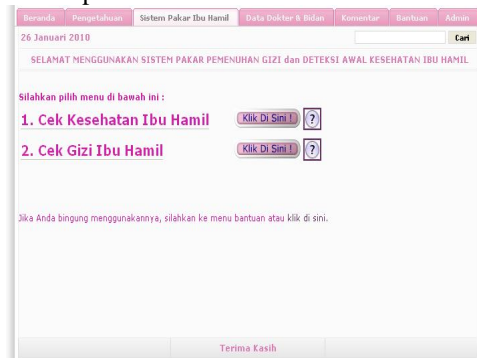 Beranda Pengetahuan Sistem Pakar Ibu Hamil Data Dokter & Bidan Komentar Bantuan Admin
26 Januari 2010 Cari
SELAMAT MENGGUNAKAN SISTEM PAKAR PEMENUHAN GIZI dan DETEKSI AWAL KESEHATAN IBU HAMIL
Silahkan pilih menu di bawah ini :
1. Cek Kesehatan Ibu Hamil Klik Di Sini ! ?
2. Cek Gizi Ibu Hamil Klik Di Sini ! ?
Jika Anda bingung menggunakannya, silahkan ke menu bantuan atau klik di sini.
Terima Kasih